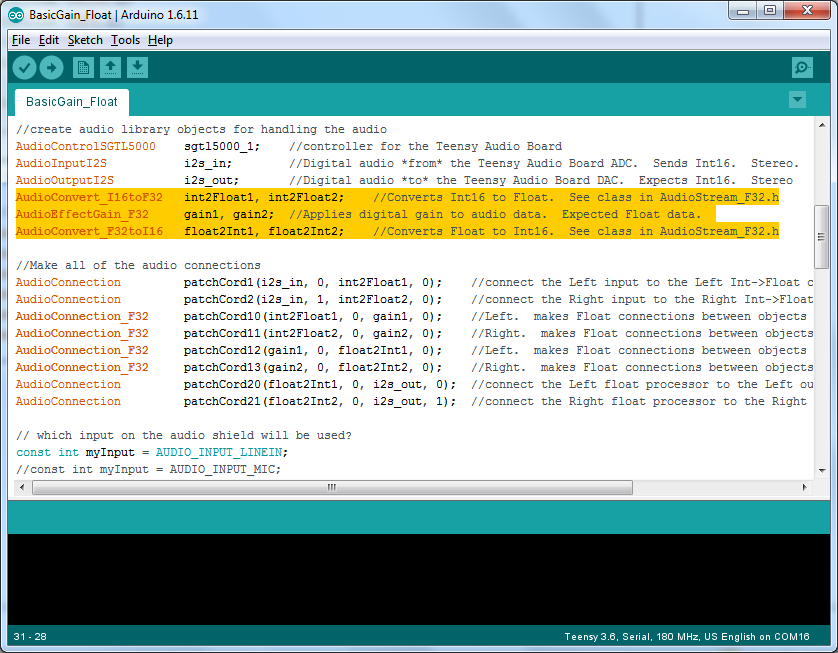 BasicGain_Float | Arduino 1.6.11
File Edit Sketch Tools Help
BasicGain_Float
//create audio library objects for handling the audio
AudioControlSGTL5000    sgtl5000_1;    //controller for the Teensy Audio Board
AudioInputI2S           i2s_in;        //Digital audio *from* the Teensy Audio Board ADC.  Sends Int16.  Stereo.
AudioOutputI2S          i2s_out;       //Digital audio *to* the Teensy Audio Board DAC.  Expects Int16.  Stereo
AudioConvert_I16toF32   int2Float1, int2Float2;    //Converts Int16 to Float.  See class in AudioStream_F32.h
AudioEffectGain_F32     gain1, gain2;  //Applies digital gain to audio data.  Expected Float data.
AudioConvert_F32toI16   float2Int1, float2Int2;    //Converts Float to Int16.  See class in AudioStream_F32.h
//Make all of the audio connections
AudioConnection         patchCord1(i2s_in, 0, int2Float1, 0);    //connect the Left input to the Left Int->Float c
AudioConnection         patchCord2(i2s_in, 1, int2Float2, 0);    //connect the Right input to the Right Int->Float
AudioConnection_F32     patchCord10(int2Float1, 0, gain1, 0);    //Left.  makes Float connections between objects
AudioConnection_F32     patchCord11(int2Float2, 0, gain2, 0);    //Right.  makes Float connections between objects
AudioConnection_F32     patchCord12(gain1, 0, float2Int1, 0);    //Left.  makes Float connections between objects
AudioConnection_F32     patchCord13(gain2, 0, float2Int2, 0);    //Right.  makes Float connections between objects
AudioConnection         patchCord20(float2Int1, 0, i2s_out, 0);  //connect the Left float processor to the Left ou
AudioConnection         patchCord21(float2Int2, 0, i2s_out, 1);  //connect the Right float processor to the Right
// which input on the audio shield will be used?
const int myInput = AUDIO_INPUT_LINEIN;
//const int myInput = AUDIO_INPUT_MIC;
31 - 28 Teensy 3.6, Serial, 180 MHz, US English on COM16